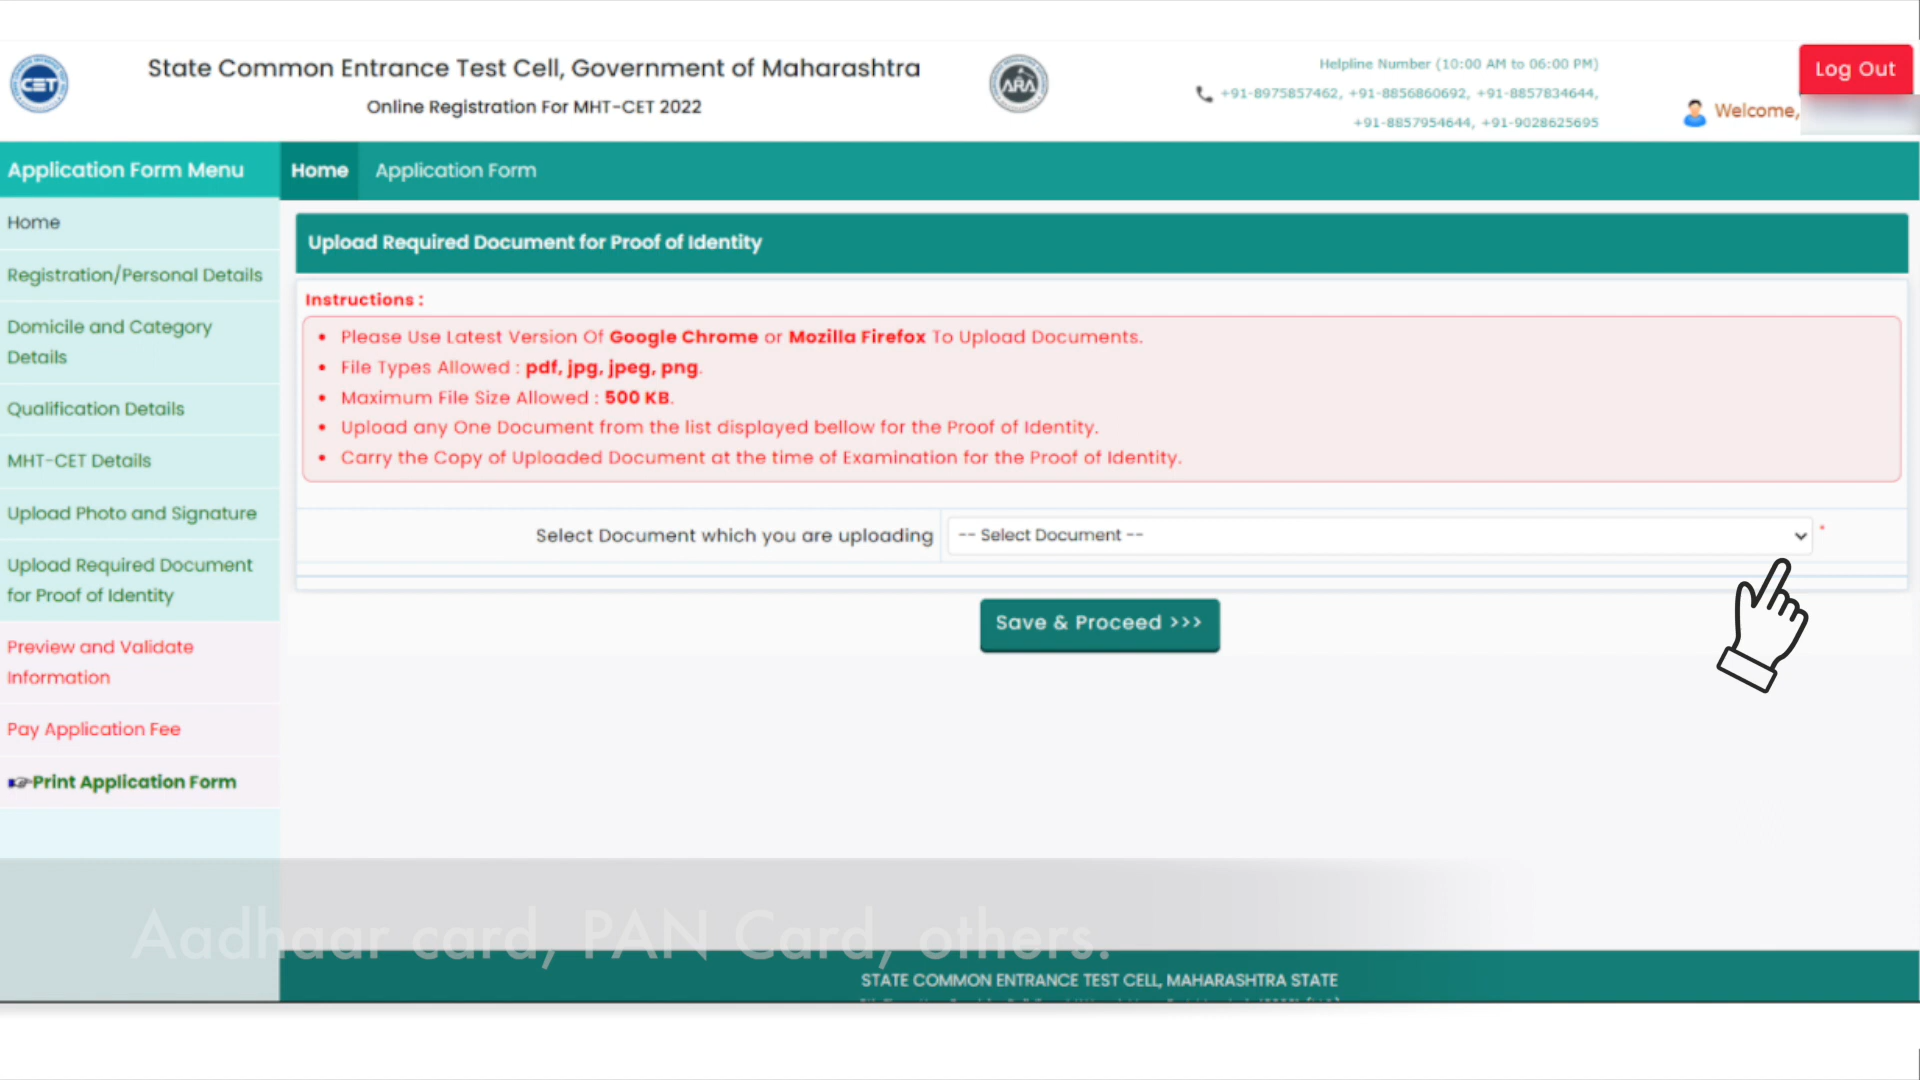 CET
State Common Entrance Test Cell, Government of Maharashtra
Online Registration For MHT-CET 2022
ARA
Helpline Number (10:00 AM to 06:00 PM)
+91-8975857462, +91-8856860692, +91-8857834644,
+91-8857954644, +91-9028625695
Log Out
Welcome,
Application Form Menu
Home
Application Form
Home
Registration/Personal Details
Domicile and Category
Details
Qualification Details
MHT-CET Details
Upload Photo and Signature
Upload Required Document
for Proof of Identity
Preview and Validate
Information
Pay Application Fee
Print Application Form
Upload Required Document for Proof of Identity
Instructions :
• Please Use Latest Version Of Google Chrome or Mozilla Firefox To Upload Documents.
• File Types Allowed : pdf, jpg, jpeg, png.
• Maximum File Size Allowed : 500 KB.
• Upload any One Document from the list displayed bellow for the Proof of Identity.
• Carry the Copy of Uploaded Document at the time of Examination for the Proof of Identity.
Select Document which you are uploading
-- Select Document --
*
Save & Proceed >>>
Aadhaar card, PAN Card, others.
STATE COMMON ENTRANCE TEST CELL, MAHARASHTRA STATE